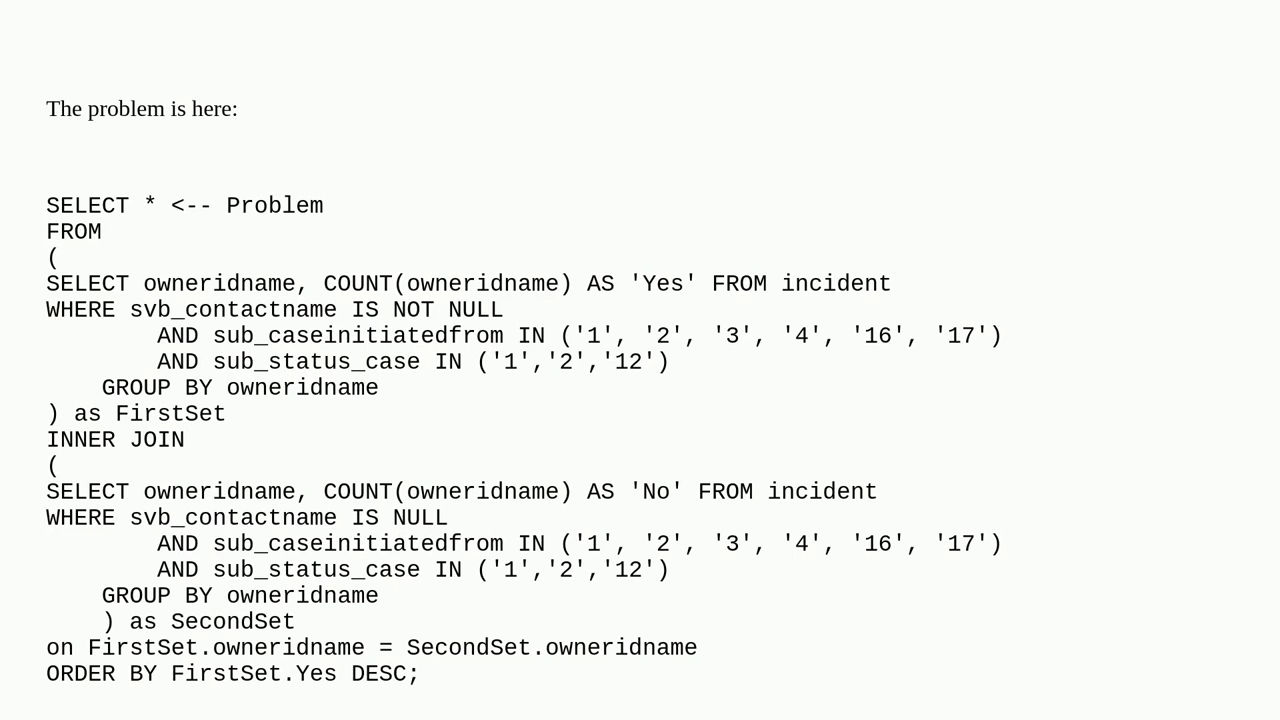 The problem is here:
SELECT * <-- Problem
FROM
(
SELECT owneridname, COUNT(owneridname) AS 'Yes' FROM incident
WHERE svb_contactname IS NOT NULL
        AND sub_caseinitiatedfrom IN ('1', '2', '3', '4', '16', '17')
        AND sub_status_case IN ('1','2','12')
    GROUP BY owneridname
) as FirstSet
INNER JOIN
(
SELECT owneridname, COUNT(owneridname) AS 'No' FROM incident
WHERE svb_contactname IS NULL
        AND sub_caseinitiatedfrom IN ('1', '2', '3', '4', '16', '17')
        AND sub_status_case IN ('1','2','12')
    GROUP BY owneridname
    ) as SecondSet
on FirstSet.owneridname = SecondSet.owneridname
ORDER BY FirstSet.Yes DESC;